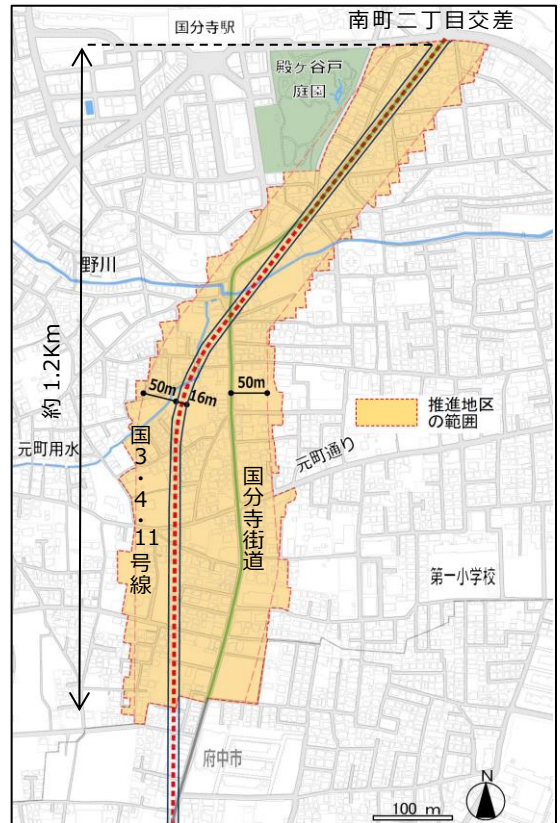 国分寺駅
南町二丁目交差
殿ヶ谷戸
庭園
野川
約1.2Km
50m
16m
50m
推進地区
の範囲
元町用水
元町通り
国3・4・11号線
国分寺街道
第一小学校
府中市
N
100 m